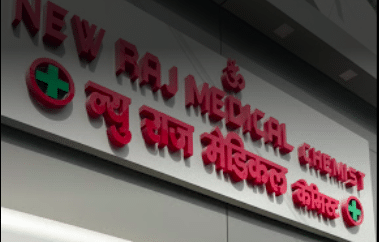 NEW RAJ MEDICAL CHEMIST
ॐ
न्यु राज मेडिकल केमिस्ट